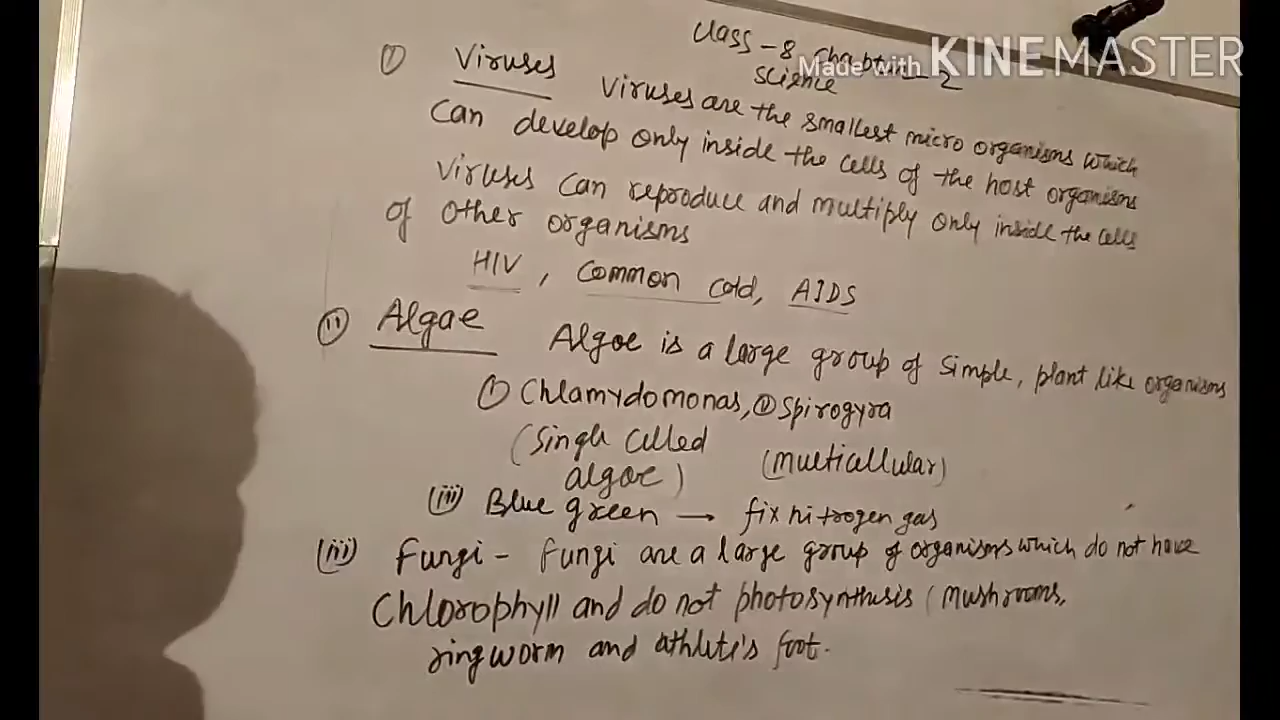 Class - 8 Chapter - 2
Science
Made with KINEMASTER
(i) Viruses Viruses are the smallest micro organisms which
can develop only inside the cells of the host organisms
Viruses can reproduce and multiply only inside the cells
of other organisms
HIV, Common cold, AIDS
(ii) Algae Algae is a large group of simple, plant like organisms
(i) Chlamydomonas, (ii) Spirogyra
(Single celled (multicellular)
algae)
(iii) Blue green → fix nitrogen gas
(iii) Fungi - Fungi are a large group of organisms which do not have
Chlorophyll and do not photosynthesis (mushrooms,
ringworm and athlete's foot.